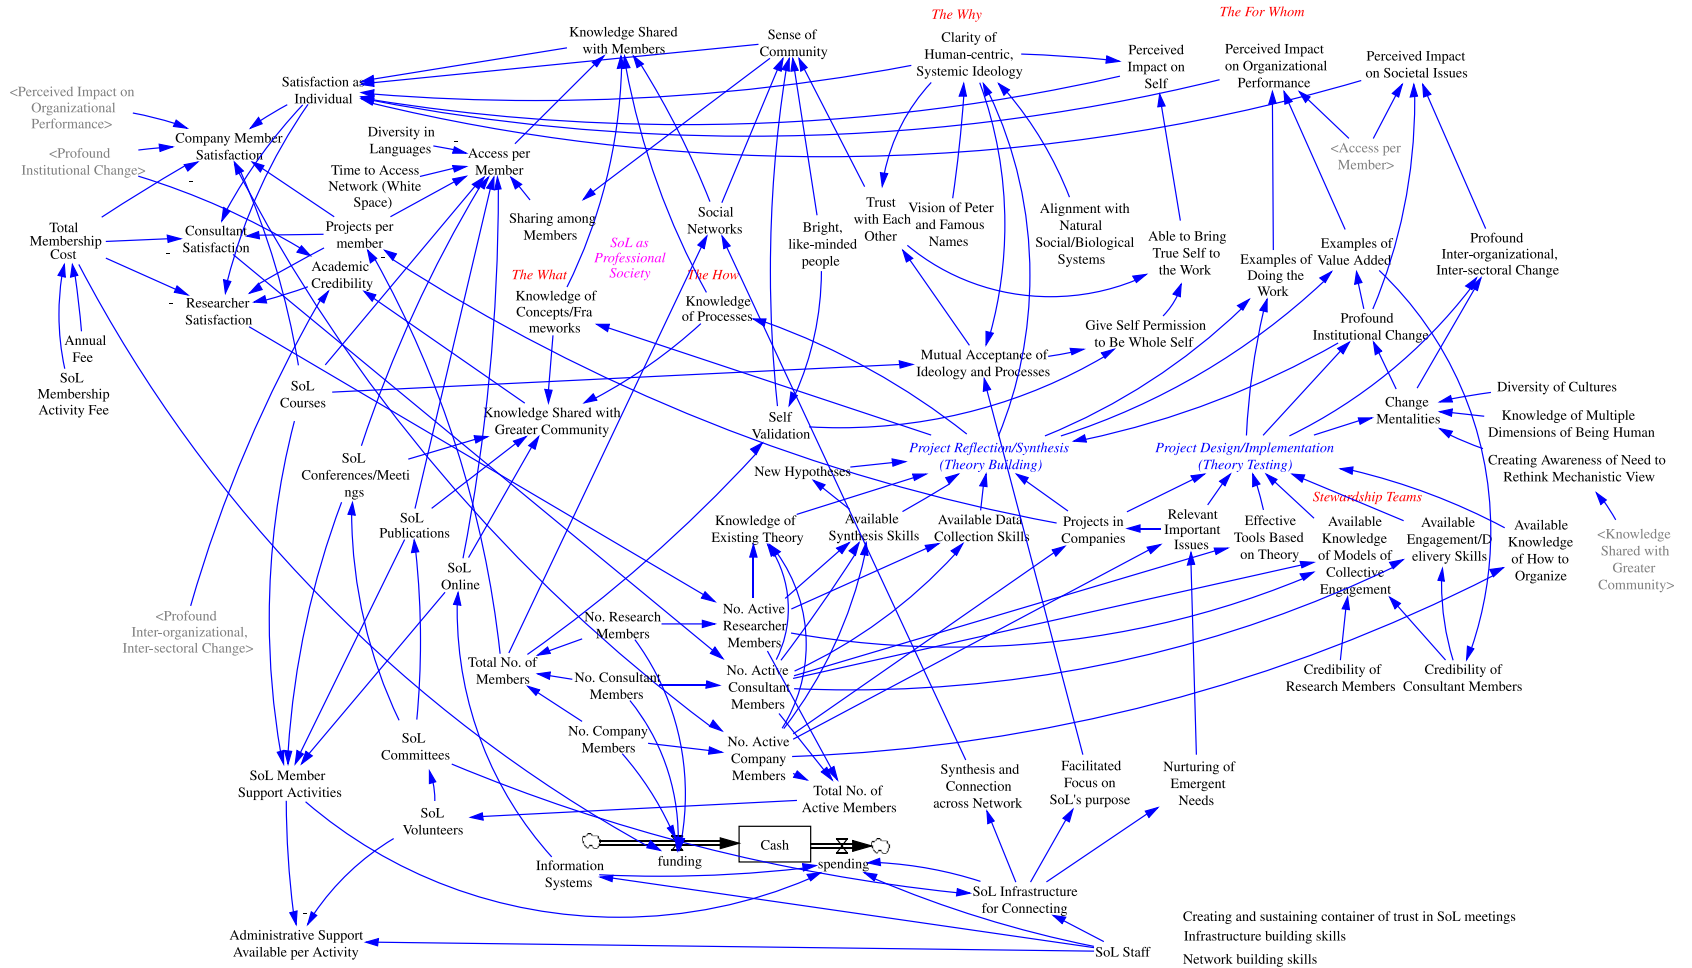 The Why
The For Whom
Knowledge Shared
with Members
Sense of
Community
Clarity of
Human-centric,
Systemic Ideology
Perceived
Impact on
Self
Perceived Impact
on Organizational
Performance
Perceived Impact
on Societal Issues
Satisfaction as
Individual
<Perceived Impact on
Organizational
Performance>
Company Member
Satisfaction
<Profound
Institutional Change>
Diversity in
Languages
-
Access per
Member
Time to Access
Network (White
Space)
<Access per
Member>
-
Sharing among
Members
Social
Networks
Bright,
like-minded
people
Trust
with Each
Other
Vision of Peter
and Famous
Names
Alignment with
Natural
Social/Biological
Systems
Able to Bring
True Self to
the Work
Examples of
Doing the
Work
Examples of
Value Added
Profound
Inter-organizational,
Inter-sectoral Change
Total
Membership
Cost
Consultant
Satisfaction
-
Projects per
member
-
Academic
Credibility
SoL as
Professional
Society
The What
The How
Knowledge of
Concepts/Fra
meworks
Knowledge
of Processes
-
Researcher
Satisfaction
Annual
Fee
SoL
Membership
Activity Fee
Give Self Permission
to Be Whole Self
Profound
Institutional Change
Mutual Acceptance of
Ideology and Processes
SoL
Courses
Knowledge Shared with
Greater Community
Self
Validation
Change
Mentalities
Diversity of Cultures
Knowledge of Multiple
Dimensions of Being Human
Creating Awareness of Need to
Rethink Mechanistic View
Project Reflection/Synthesis
(Theory Building)
Project Design/Implementation
(Theory Testing)
New Hypotheses
SoL
Conferences/Meeti
ngs
Stewardship Teams
SoL
Publications
Knowledge of
Existing Theory
Available
Synthesis Skills
Available Data
Collection Skills
Projects in
Companies
Relevant
Important
Issues
Effective
Tools Based
on Theory
Available
Knowledge
of Models of
Collective
Engagement
Available
Engagement/D
elivery Skills
Available
Knowledge
of How to
Organize
<Knowledge
Shared with
Greater
Community>
SoL
Online
<Profound
Inter-organizational,
Inter-sectoral Change>
No. Research
Members
No. Active
Researcher
Members
Total No. of
Members
No. Consultant
Members
No. Active
Consultant
Members
Credibility of
Research Members
Credibility of
Consultant Members
No. Company
Members
No. Active
Company
Members
SoL
Committees
SoL Member
Support Activities
SoL
Volunteers
Total No. of
Active Members
Synthesis and
Connection
across Network
Facilitated
Focus on
SoL's purpose
Nurturing of
Emergent
Needs
Cash
funding
spending
Information
Systems
SoL Infrastructure
for Connecting
-
Administrative Support
Available per Activity
SoL Staff
Creating and sustaining container of trust in SoL meetings
Infrastructure building skills
Network building skills